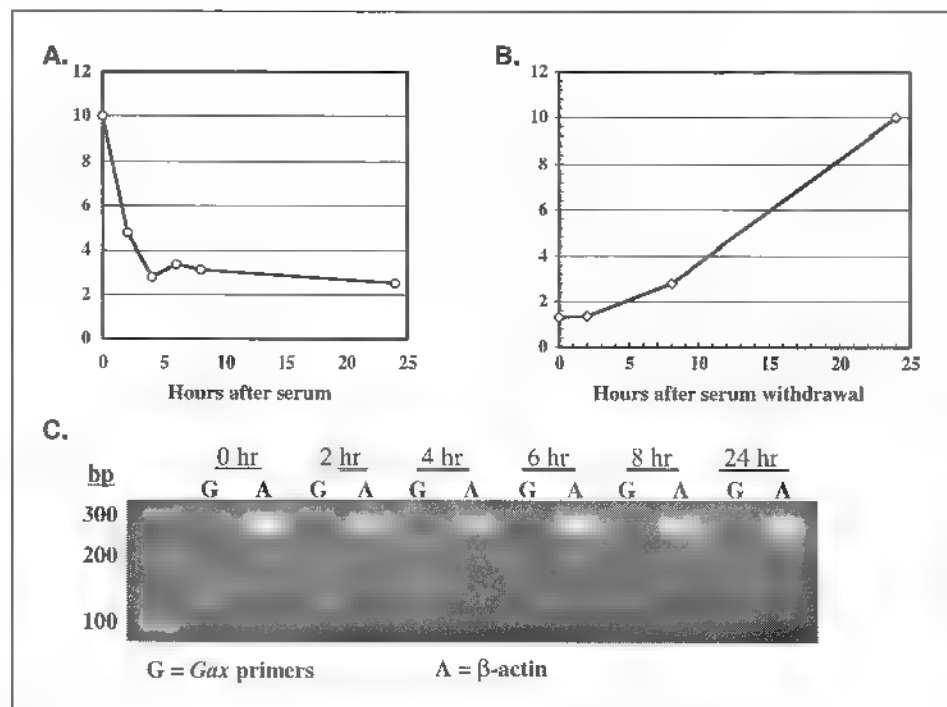 A.
12
10
8
6
4
2
0
0 5 10 15 20 25
Hours after serum
B.
12
10
8
6
4
2
0
0 5 10 15 20 25
Hours after serum withdrawal
C.
0 hr 2 hr 4 hr 6 hr 8 hr 24 hr
bp G A G A G A G A G A G A
300
200
100
G = Gax primers A = β-actin